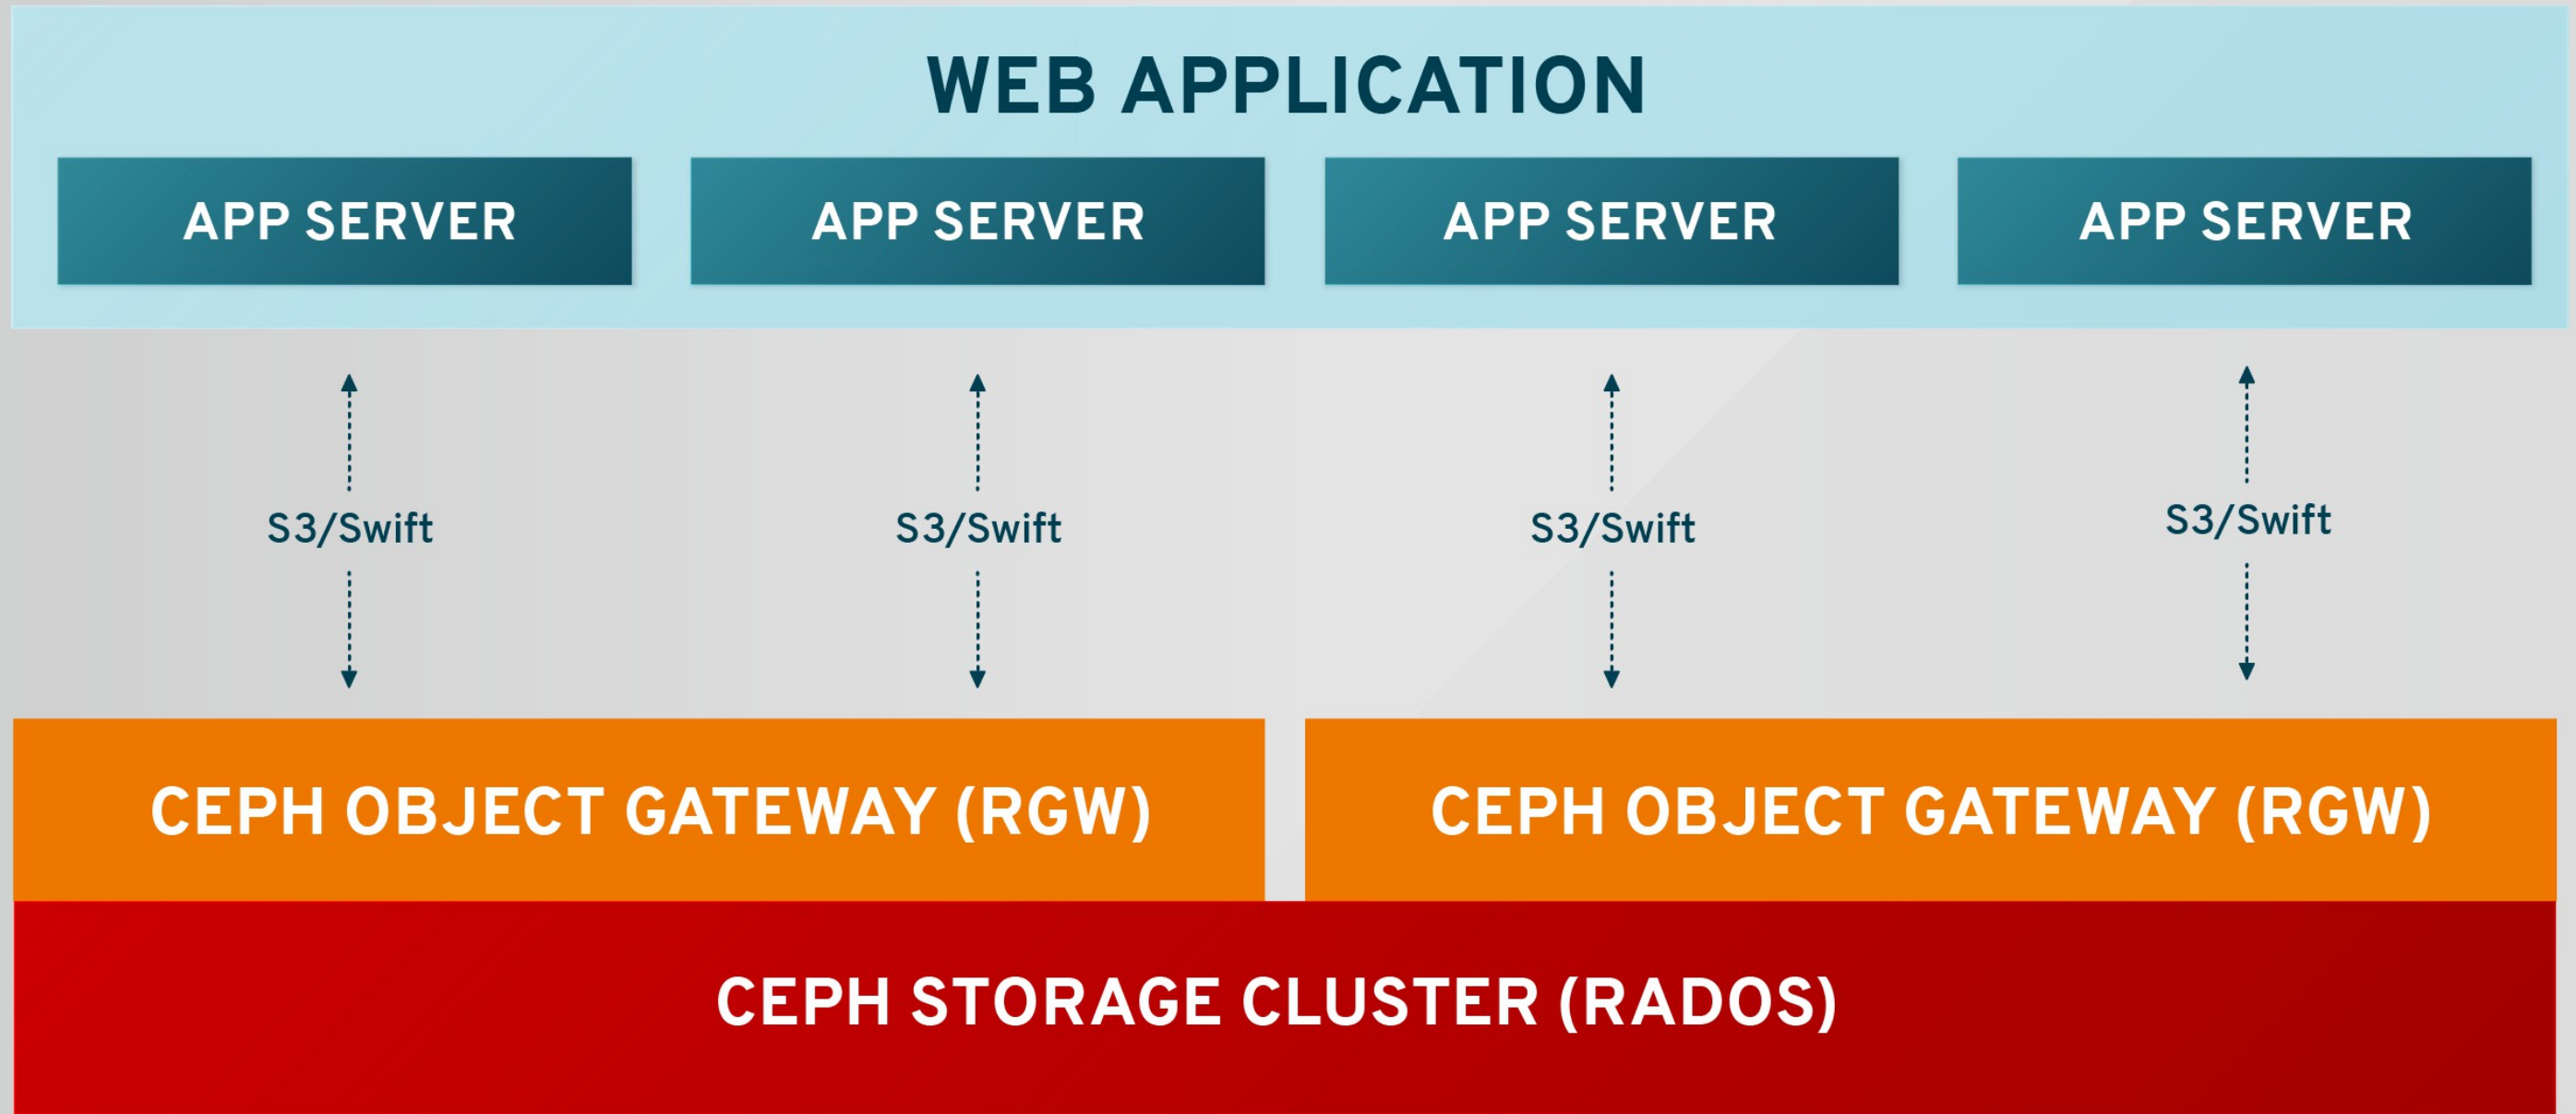 WEB APPLICATION
APP SERVER
APP SERVER
APP SERVER
APP SERVER
S3/Swift
S3/Swift
S3/Swift
S3/Swift
CEPH OBJECT GATEWAY (RGW)
CEPH OBJECT GATEWAY (RGW)
CEPH STORAGE CLUSTER (RADOS)